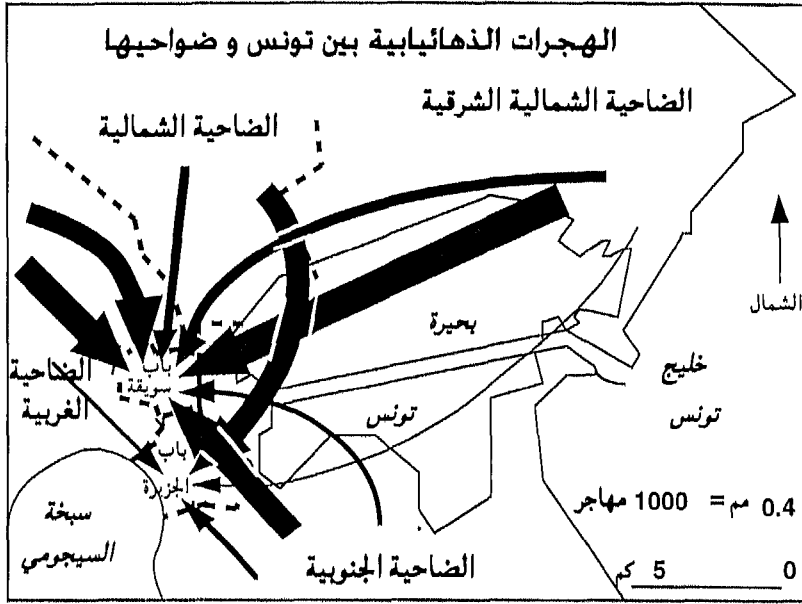 الهجرات الذهائيابية بين تونس و ضواحيها
الضاحية الشمالية الشرقية
الضاحية الشمالية
الشمال
بحيرة
باب
سريقة
الضاحية
الغربية
خليج
تونس
تونس
باب
الجزيرة
0.4 مم = 1000 مهاجر
سبخة
السيجومي
الضاحية الجنوبية
0 5 كم